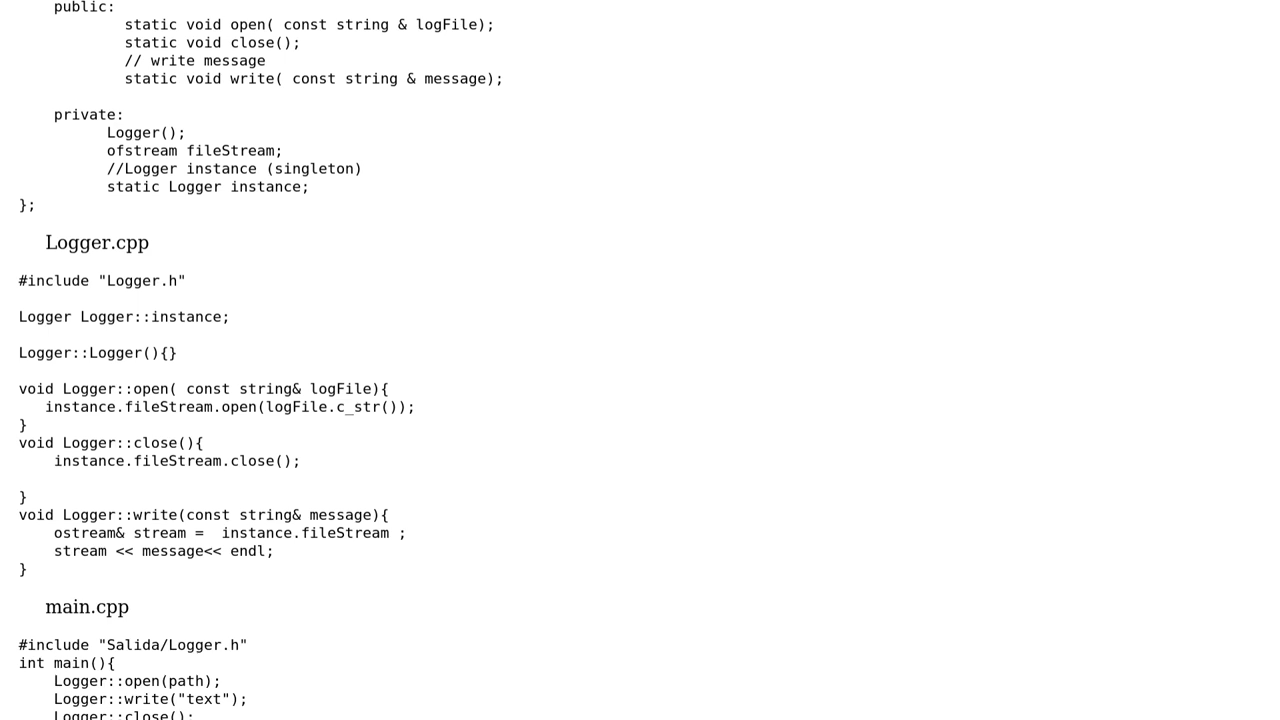 public:
static void open( const string & logFile);
static void close();
// write message
static void write( const string & message);
private:
Logger();
ofstream fileStream;
//Logger instance (singleton)
static Logger instance;
};
Logger.cpp
#include "Logger.h"
Logger Logger::instance;
Logger::Logger(){}
void Logger::open( const string& logFile){
instance.fileStream.open(logFile.c_str());
}
void Logger::close(){
instance.fileStream.close();
}
void Logger::write(const string& message){
ostream& stream =  instance.fileStream ;
stream << message<< endl;
}
main.cpp
#include "Salida/Logger.h"
int main(){
Logger::open(path);
Logger::write("text");
Logger::close();